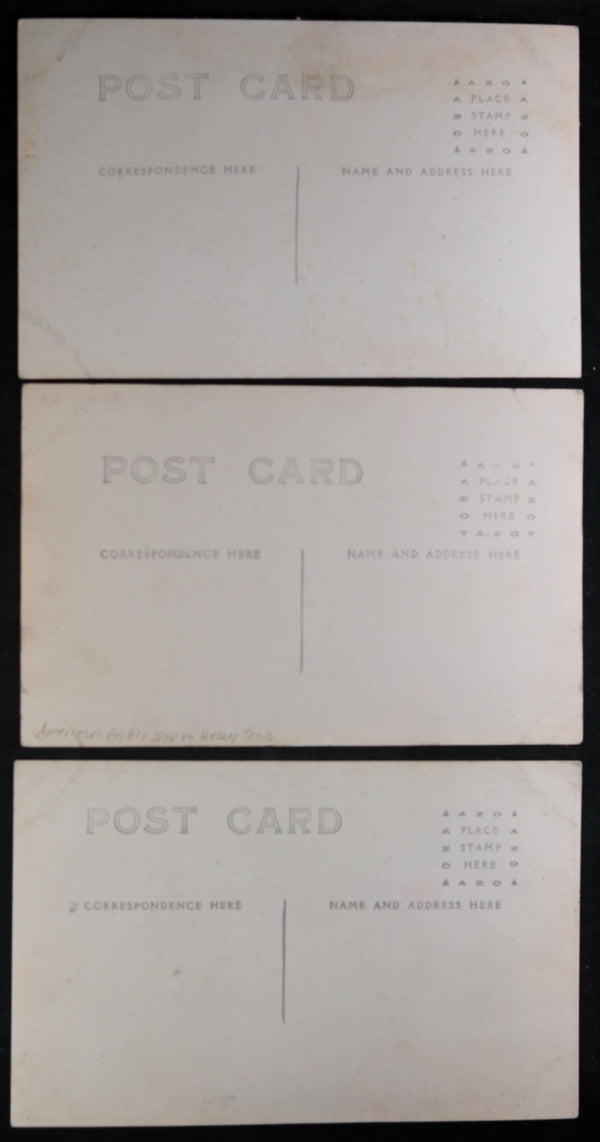 POST CARD
▲ A Z O ▲
A PLACE A
Z STAMP Z
O HERE O
▲ A Z O ▲
CORRESPONDENCE HERE
NAME AND ADDRESS HERE
POST CARD
▲ A Z O ▲
A PLACE A
Z STAMP Z
O HERE O
▼ A Z O ▼
CORRESPONDENCE HERE
NAME AND ADDRESS HERE
American Battleship in Heavy Seas
POST CARD
▲ A Z O ▲
A PLACE A
Z STAMP Z
O HERE O
▲ A Z O ▲
2 CORRESPONDENCE HERE
NAME AND ADDRESS HERE